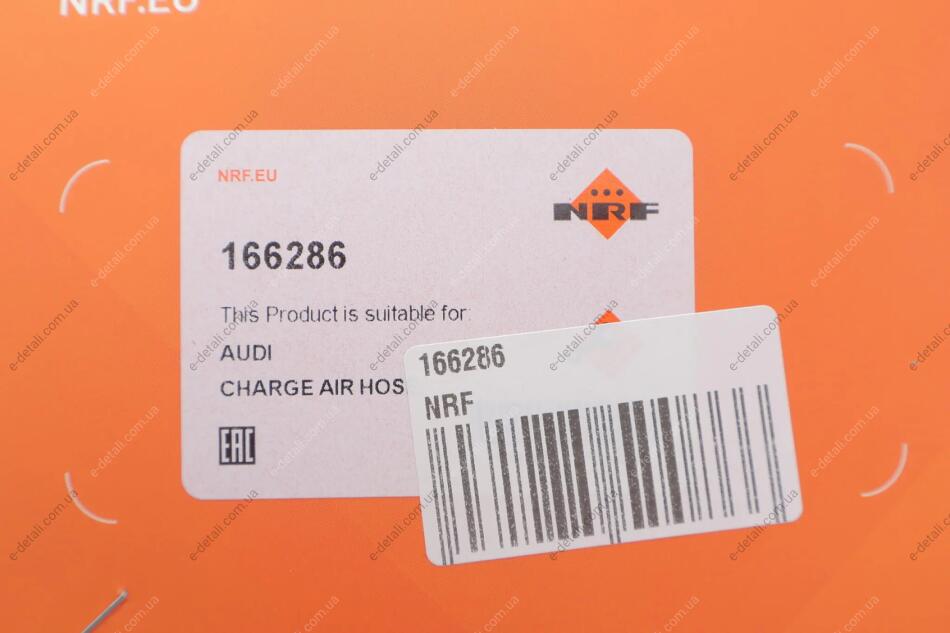 NRF.EU
NRF.EU
NRF
166286
This Product is suitable for:
AUDI
CHARGE AIR HOS
EAC
166286
NRF
e-detali.com.ua